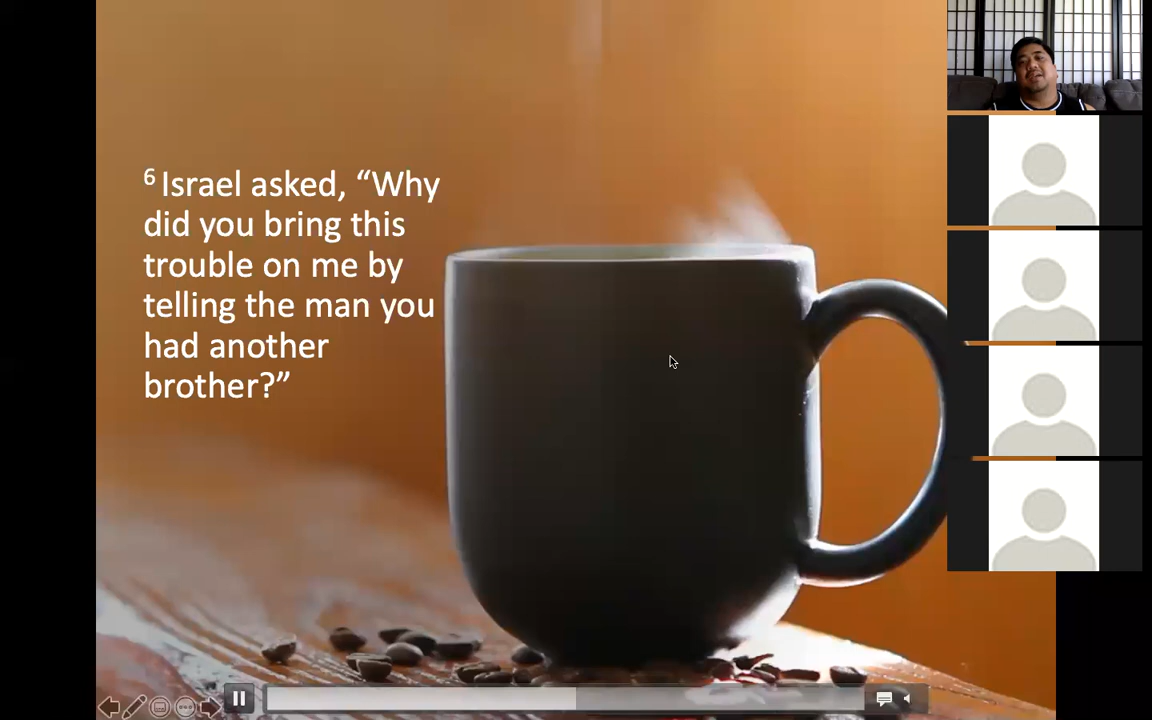 6 Israel asked, “Why
did you bring this
trouble on me by
telling the man you
had another
brother?”